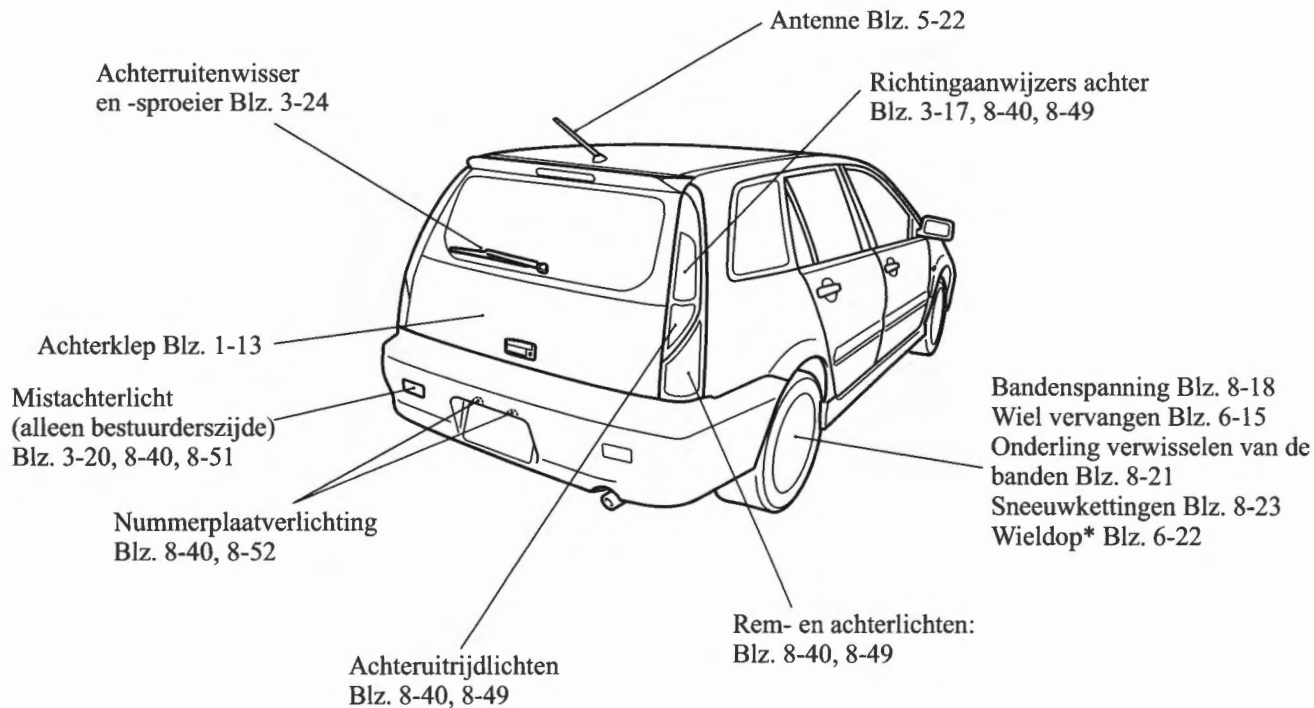 Antenne Blz. 5-22
Achterruitenwisser
en -sproeier Blz. 3-24
Richtingaanwijzers achter
Blz. 3-17, 8-40, 8-49
Achterklep Blz. 1-13
Mistachterlicht
(alleen bestuurderszijde)
Blz. 3-20, 8-40, 8-51
Nummerplaatverlichting
Blz. 8-40, 8-52
Achteruitrijdlichten
Blz. 8-40, 8-49
Rem- en achterlichten:
Blz. 8-40, 8-49
Bandenspanning Blz. 8-18
Wiel vervangen Blz. 6-15
Onderling verwisselen van de
banden Blz. 8-21
Sneeuwkettingen Blz. 8-23
Wieldop* Blz. 6-22